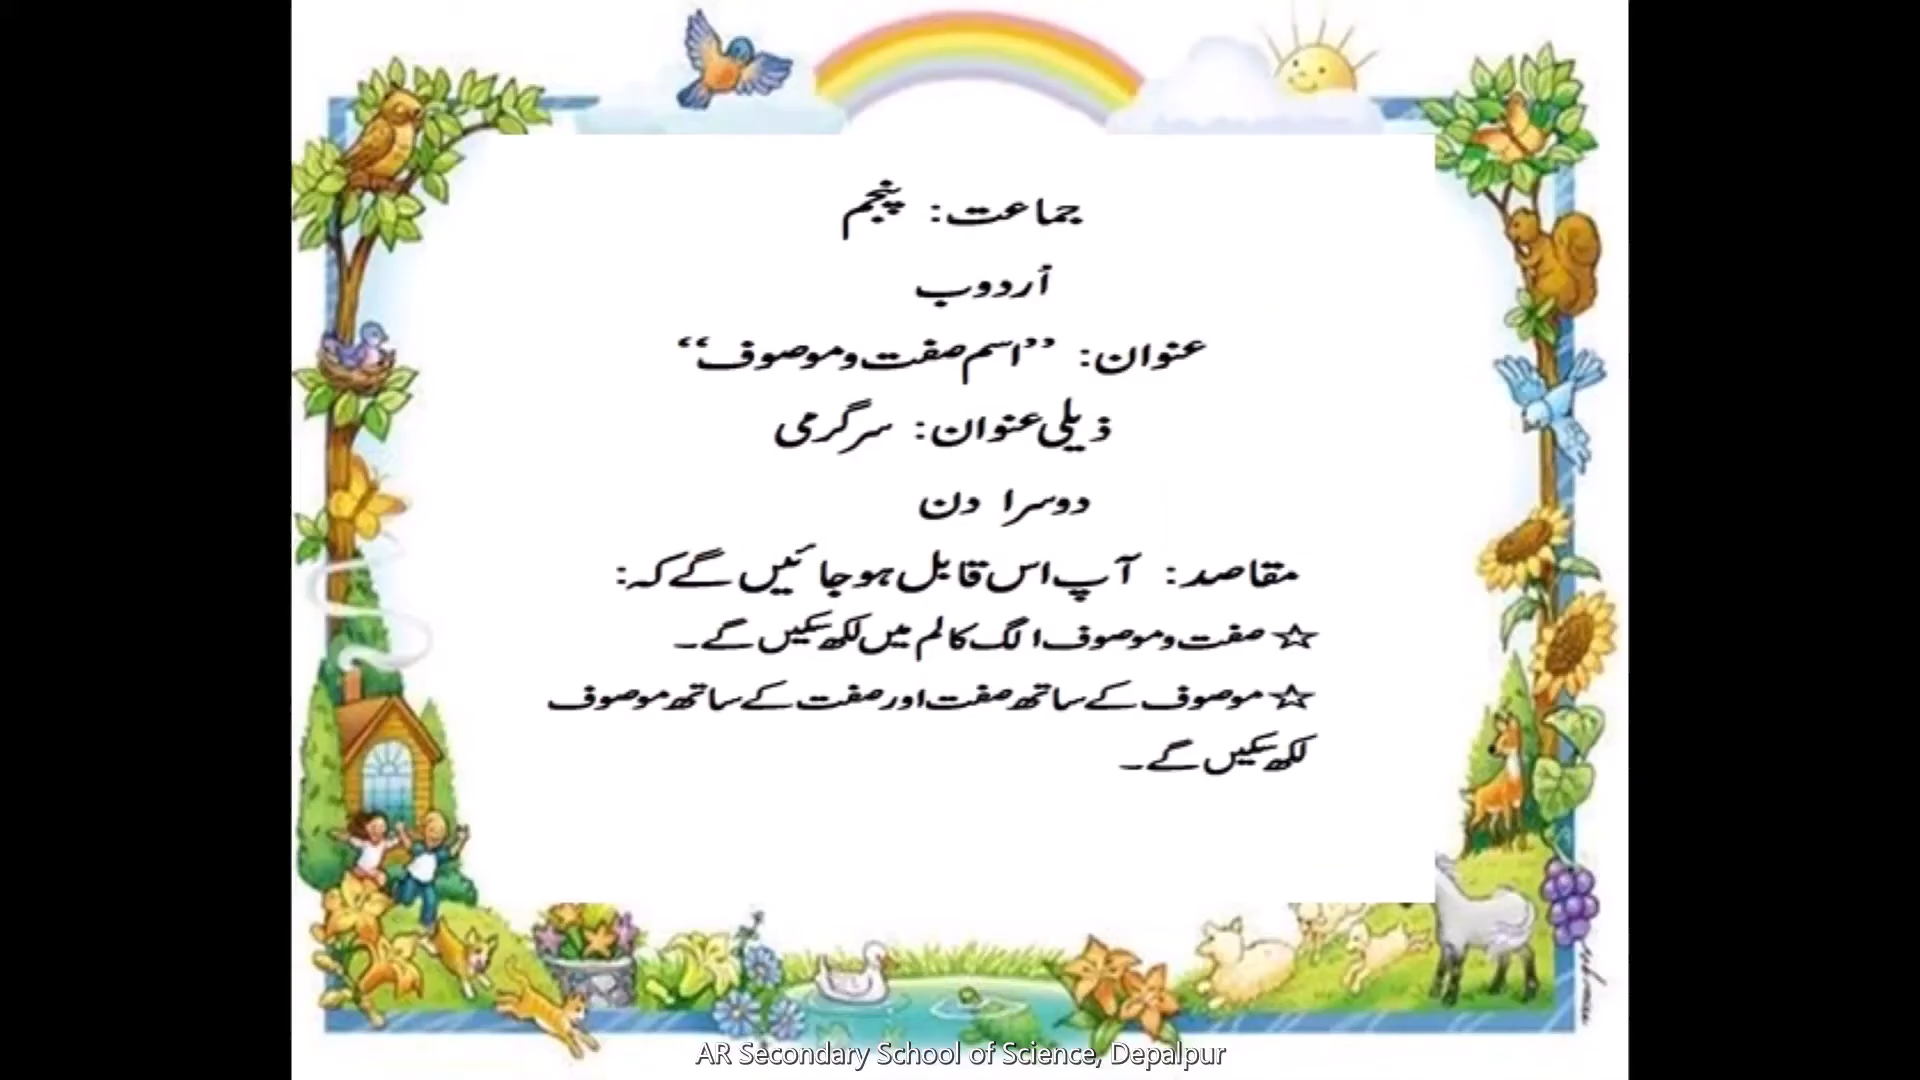 جماعت: پنجم
اُردو ب
عنوان: ’’اسم صفت و موصوف‘‘
ذیلی عنوان: سرگرمی
دوسرا دن
مقاصد: آپ اس قابل ہو جائیں گے کہ:
☆ صفت و موصوف الگ کالم میں لکھ سکیں گے۔
☆ موصوف کے ساتھ صفت اور صفت کے ساتھ موصوف
لکھ سکیں گے۔
AR Secondary School of Science, Depalpur